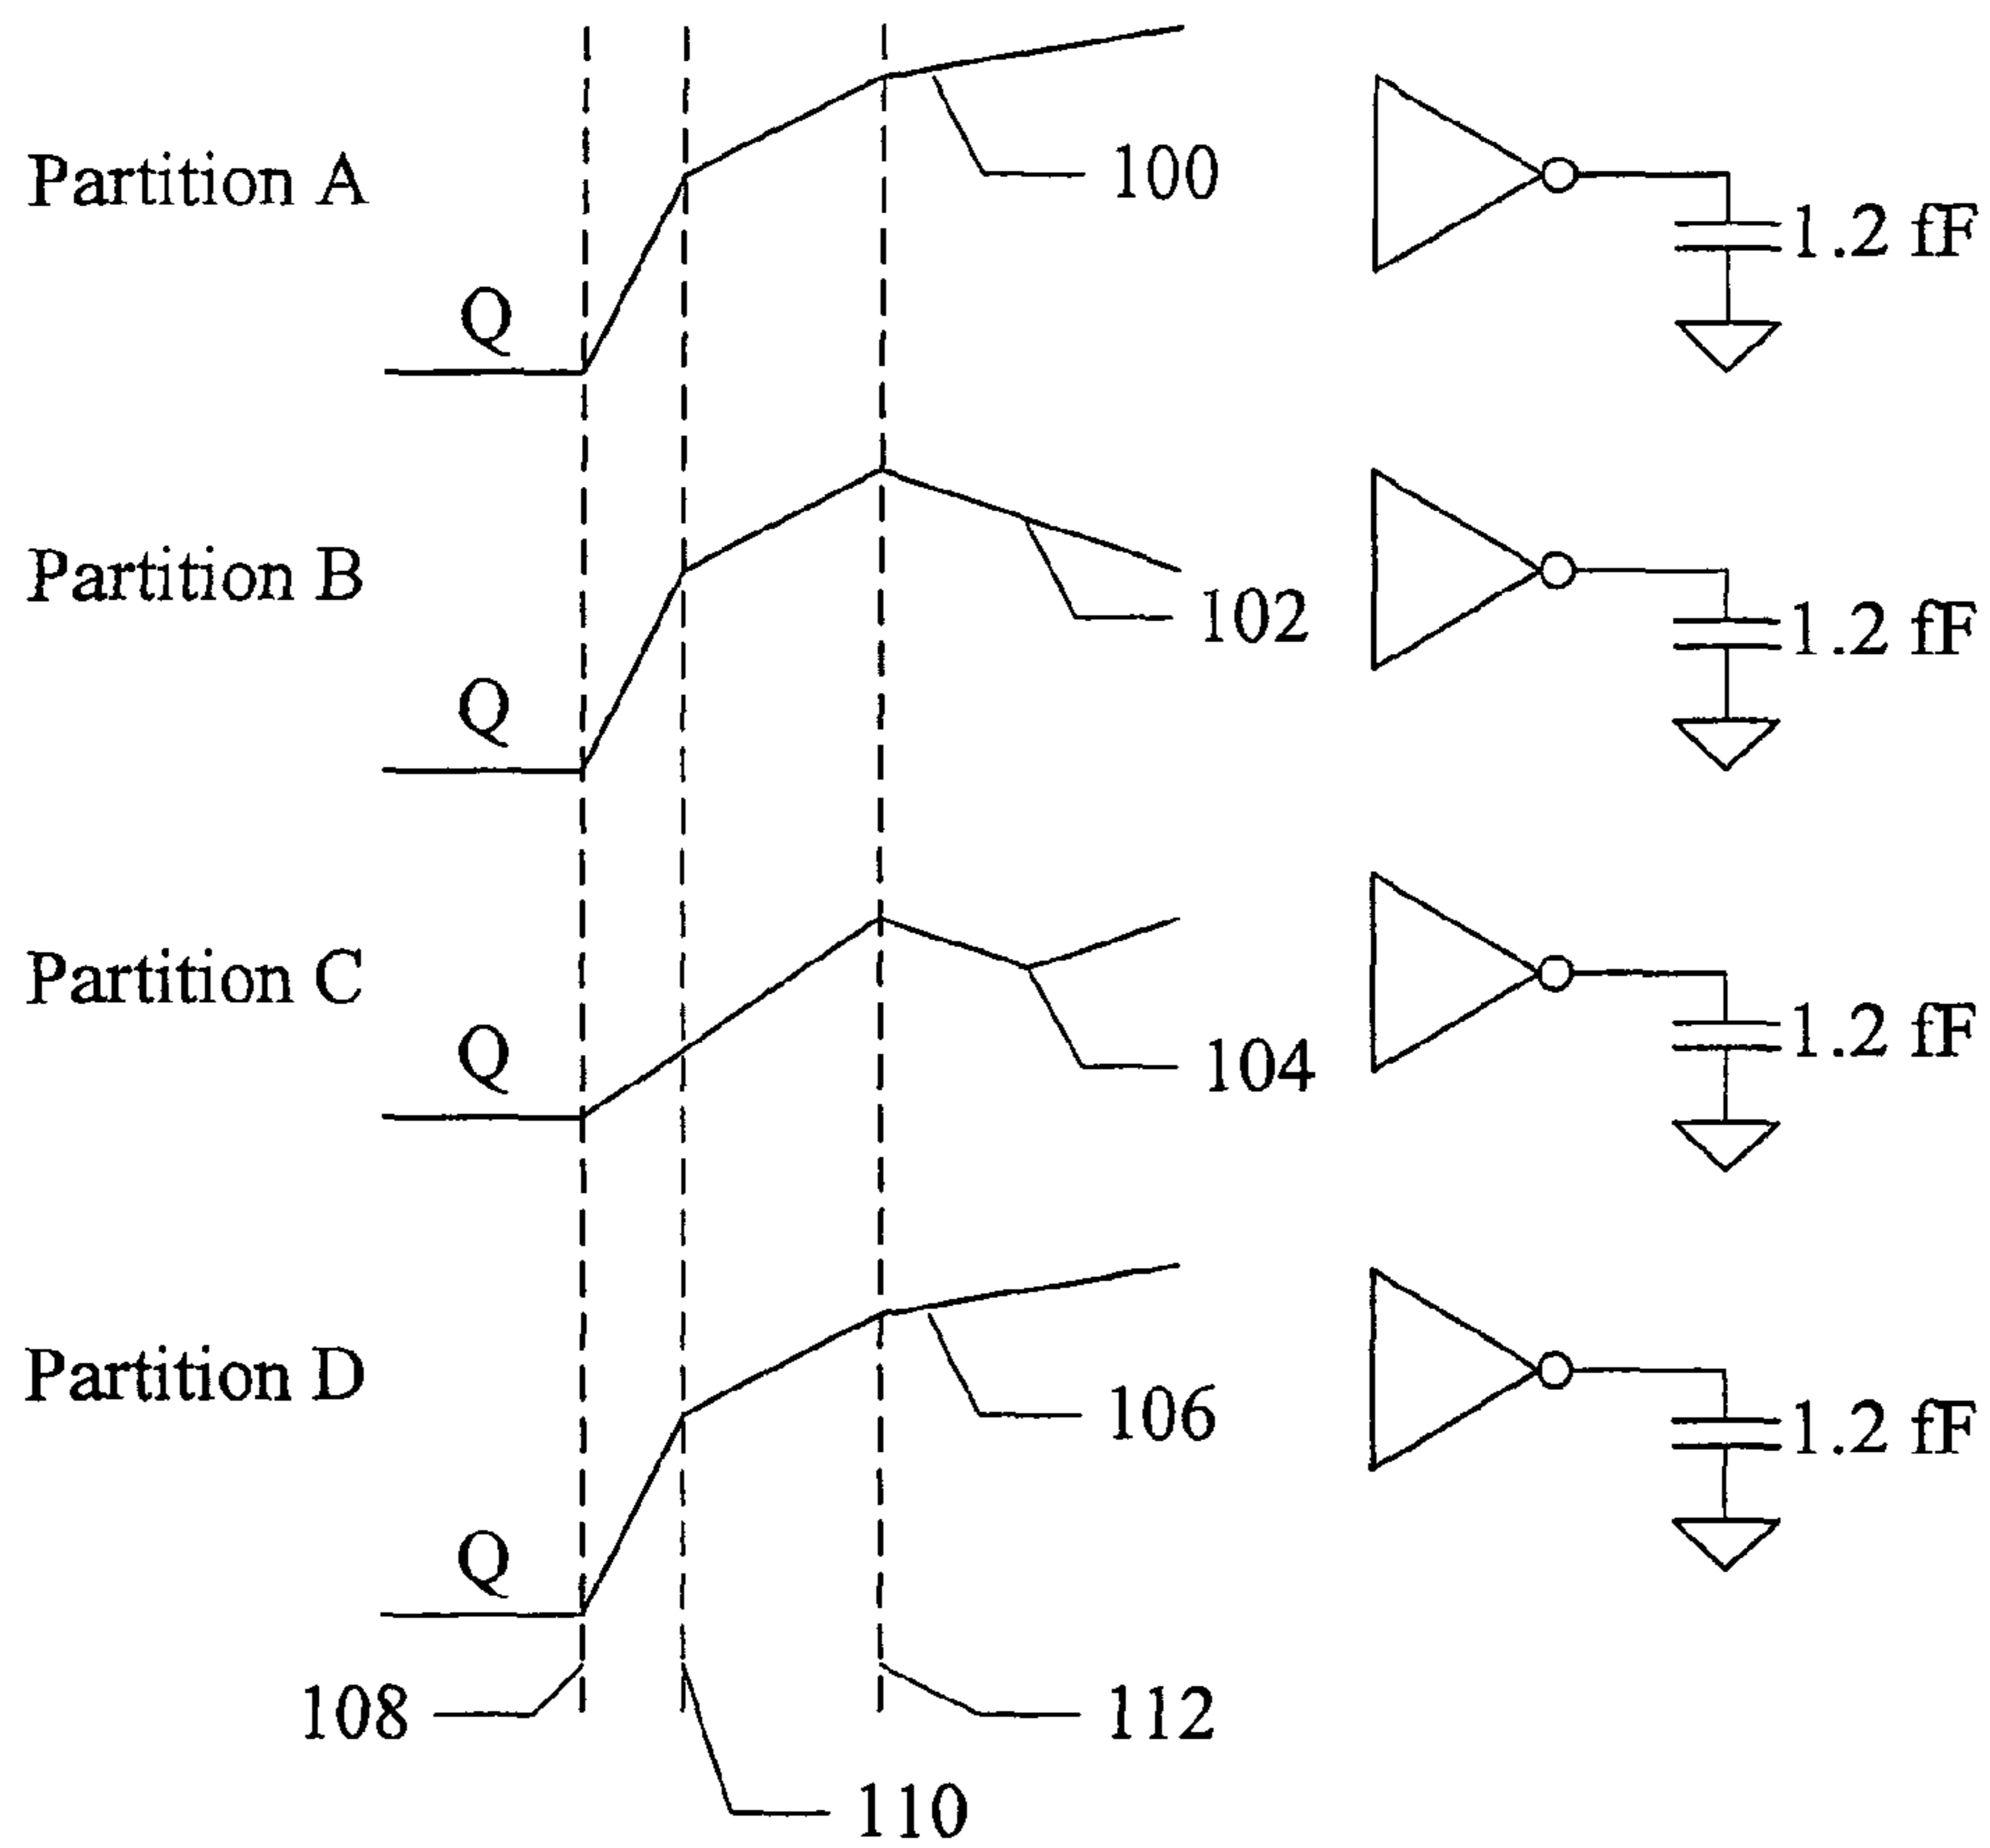 Partition A
Q
100
1.2 fF
Partition B
Q
102
1.2 fF
Partition C
Q
104
1.2 fF
Partition D
Q
106
1.2 fF
108
110
112